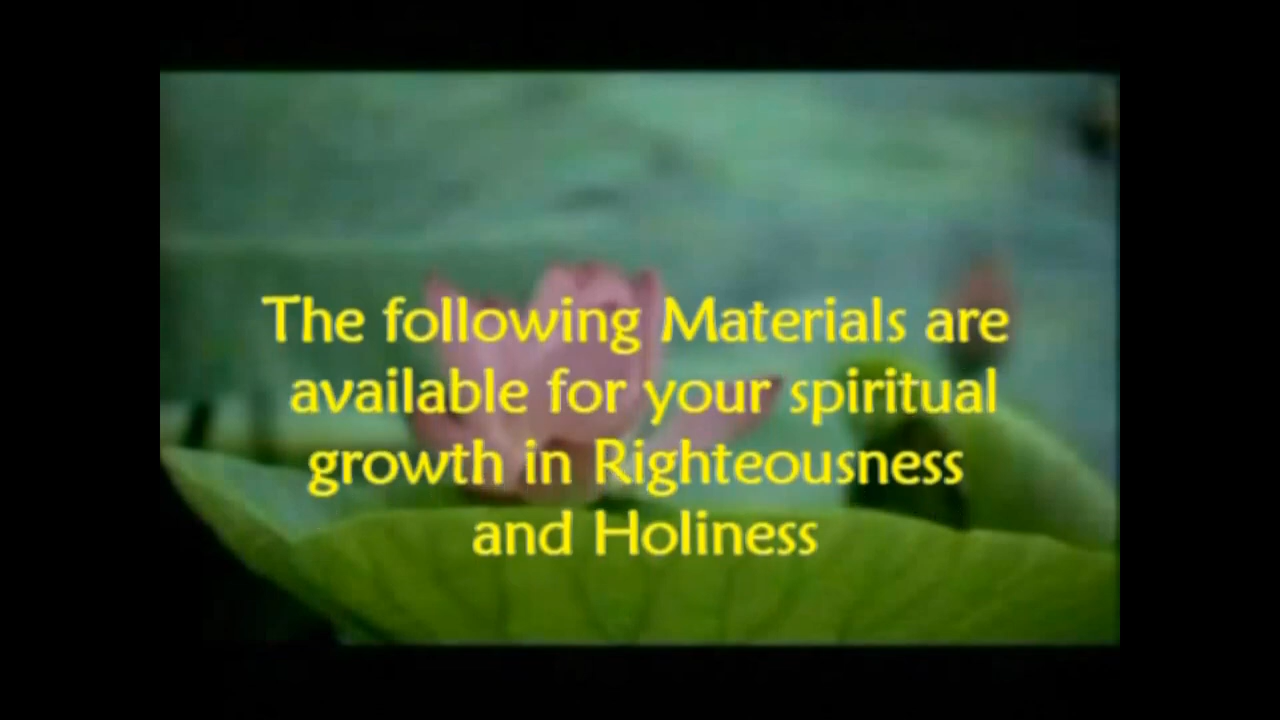 The following Materials are
available for your spiritual
growth in Righteousness
and Holiness